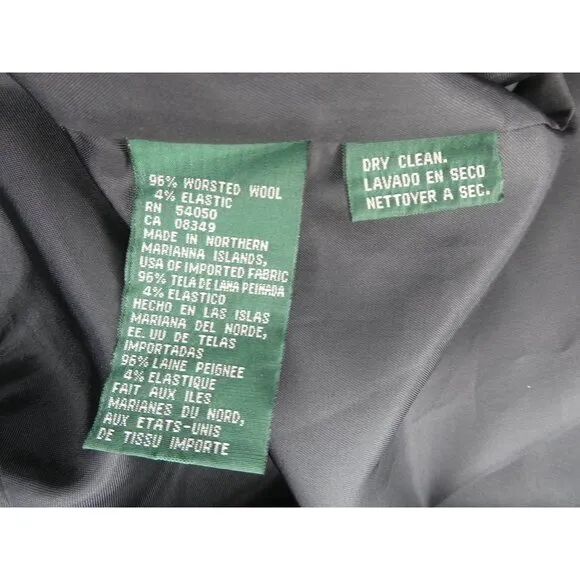 96% WORSTED WOOL
4% ELASTIC
RN 54050
CA 08349
MADE IN NORTHERN
MARIANNA ISLANDS,
USA OF IMPORTED FABRIC
96% TELA DE LANA PEINADA
4% ELASTICO
HECHO EN LAS ISLAS
MARIANA DEL NORDE,
EE. UU DE TELAS
IMPORTADAS
96% LAINE PEIGNEE
4% ELASTIQUE
FAIT AUX ILES
MARIANES DU NORD,
AUX ETATS-UNIS
DE TISSU IMPORTE
DRY CLEAN.
LAVADO EN SECO
NETTOYER A SEC.